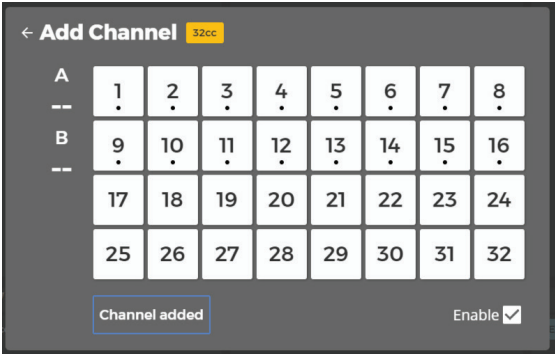 ← Add Channel 32cc
A 1 2 3 4 5 6 7 8
--
B 9 10 11 12 13 14 15 16
--
17 18 19 20 21 22 23 24
25 26 27 28 29 30 31 32
Channel added Enable